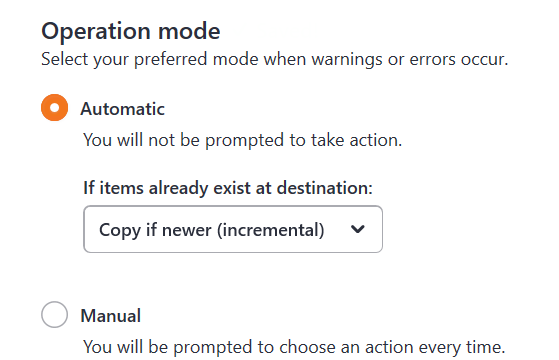 Operation mode
Select your preferred mode when warnings or errors occur.
Automatic
You will not be prompted to take action.
If items already exist at destination:
Copy if newer (incremental)
Manual
You will be prompted to choose an action every time.